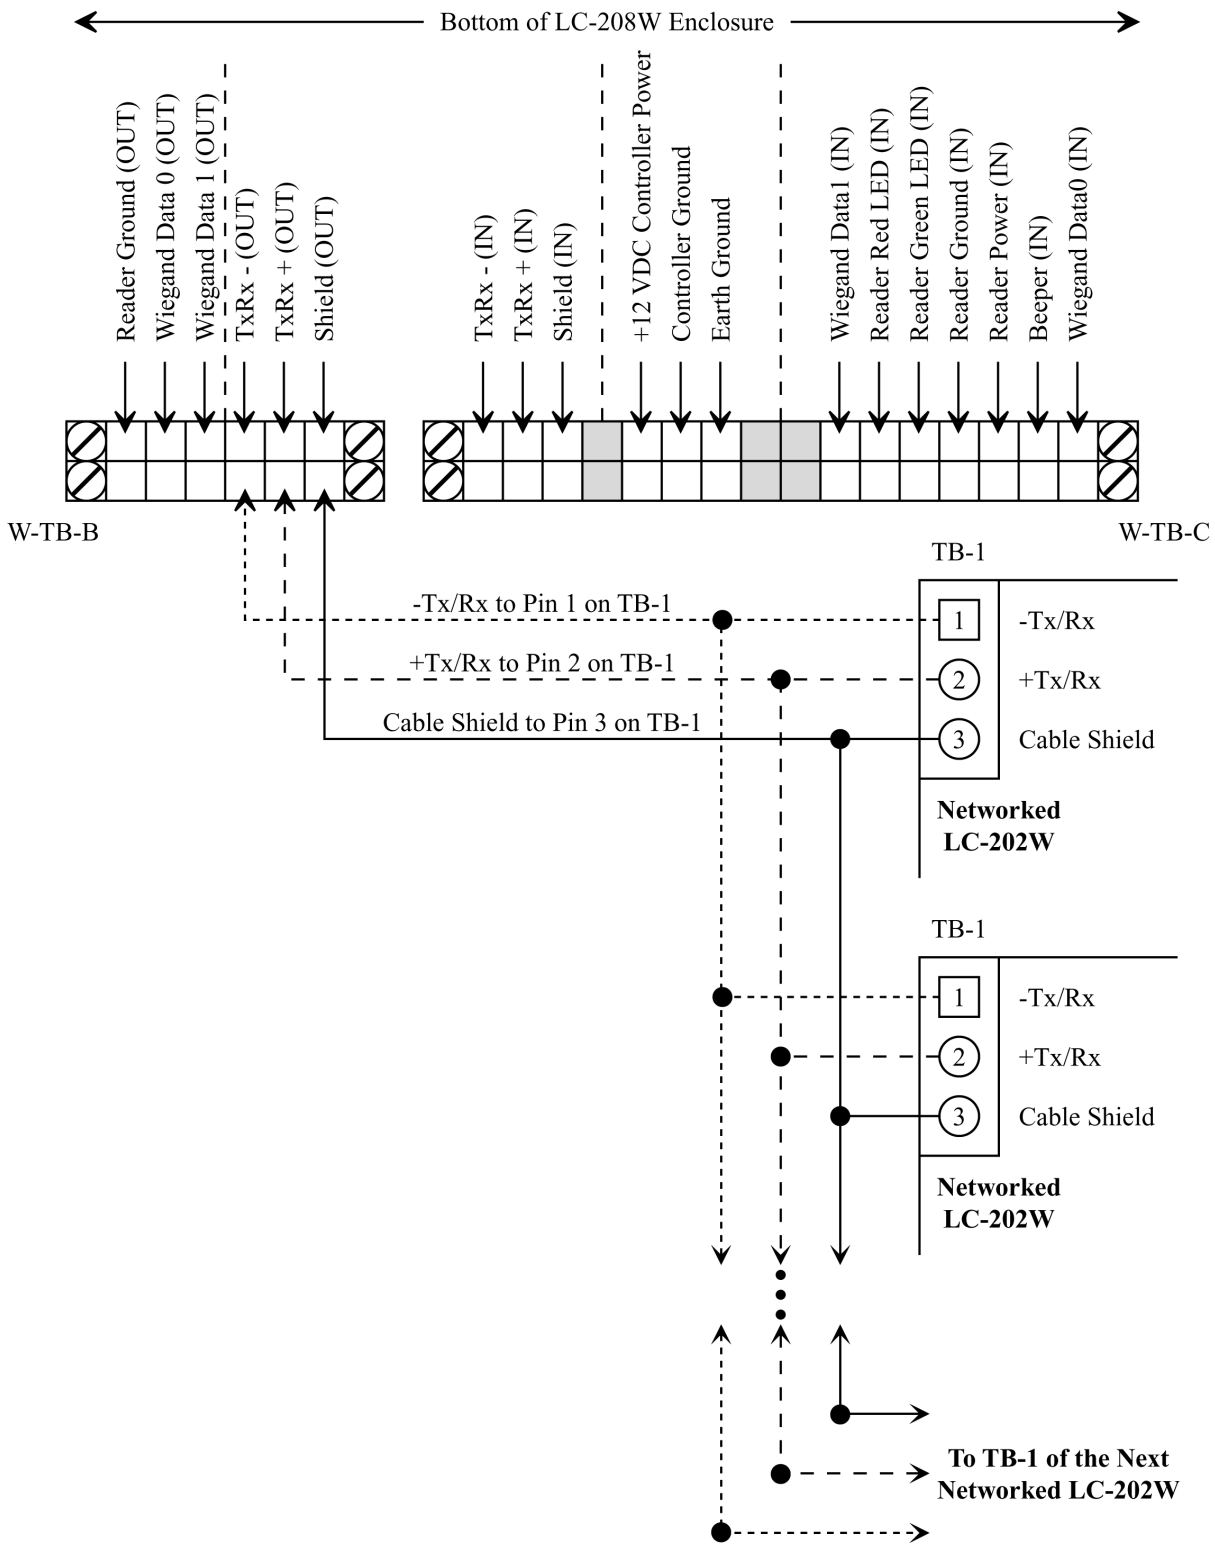 Bottom of LC-208W Enclosure
Reader Ground (OUT)
Wiegand Data 0 (OUT)
Wiegand Data 1 (OUT)
TxRx - (OUT)
TxRx + (OUT)
Shield (OUT)
TxRx - (IN)
TxRx + (IN)
Shield (IN)
+12 VDC Controller Power
Controller Ground
Earth Ground
Wiegand Data1 (IN)
Reader Red LED (IN)
Reader Green LED (IN)
Reader Ground (IN)
Reader Power (IN)
Beeper (IN)
Wiegand Data0 (IN)
W-TB-B
W-TB-C
TB-1
-Tx/Rx to Pin 1 on TB-1
1
-Tx/Rx
+Tx/Rx to Pin 2 on TB-1
2
+Tx/Rx
Cable Shield to Pin 3 on TB-1
3
Cable Shield
Networked
LC-202W
TB-1
1
-Tx/Rx
2
+Tx/Rx
3
Cable Shield
Networked
LC-202W
To TB-1 of the Next
Networked LC-202W